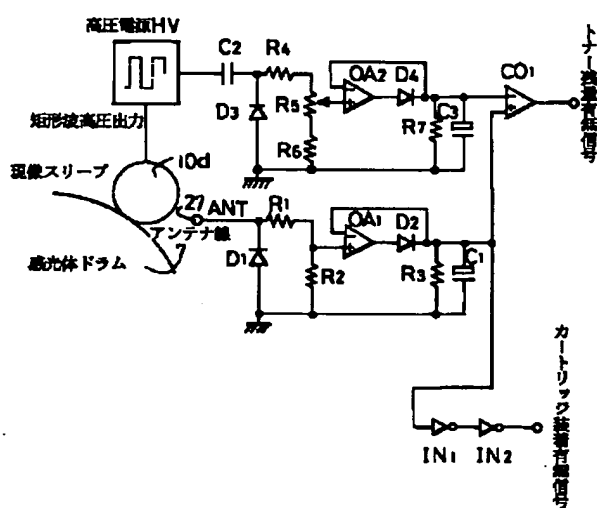 高圧電源HV
C2
R4
R5
R6
D3
OA2
D4
R7
C3
CO1
トナー残量有無信号
矩形波高圧出力
10d
現像スリーブ
27
ANT
アンテナ線
感光体ドラム
7
R1
R2
D1
OA1
D2
R3
C1
IN1
IN2
カートリッジ装着有無信号